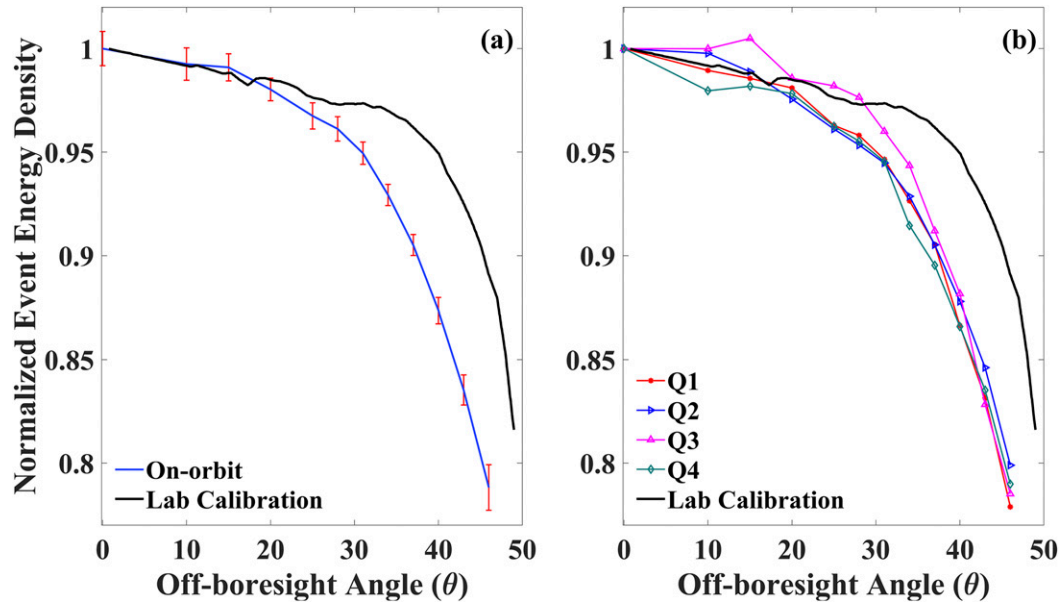 (a)
(b)
Normalized Event Energy Density
1
0.95
0.9
0.85
0.8
On-orbit
Lab Calibration
0 10 20 30 40 50
Off-boresight Angle (θ)
1
0.95
0.9
0.85
0.8
Q1
Q2
Q3
Q4
Lab Calibration
0 10 20 30 40 50
Off-boresight Angle (θ)